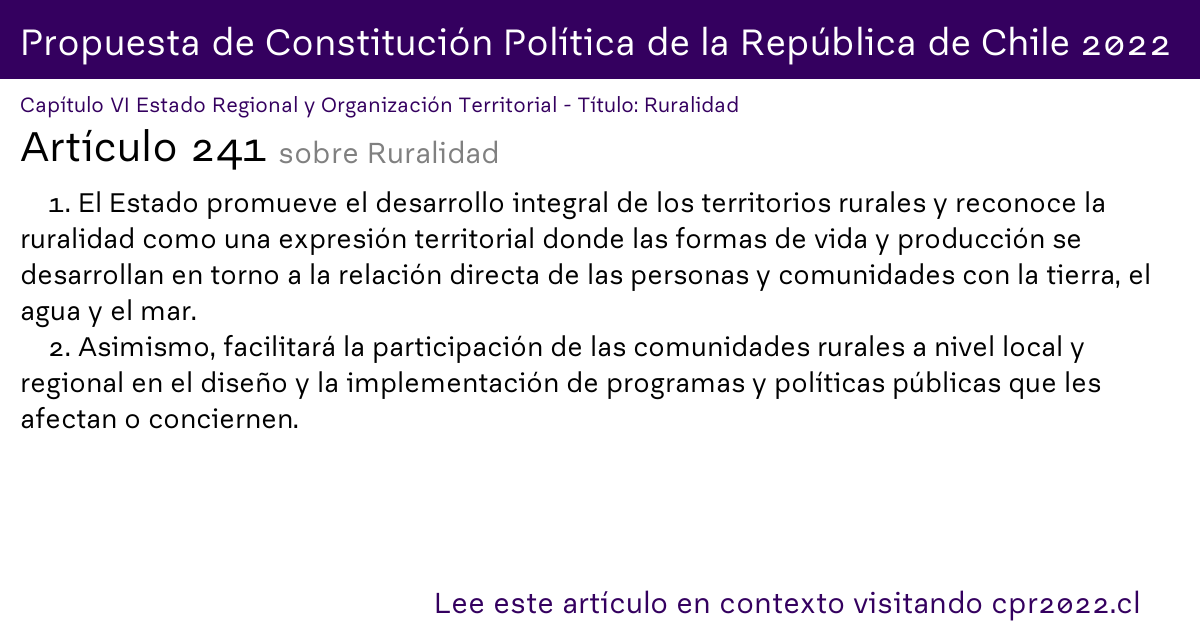 Propuesta de Constitución Política de la República de Chile 2022
Capítulo VI Estado Regional y Organización Territorial - Título: Ruralidad
Artículo 241 sobre Ruralidad
1. El Estado promueve el desarrollo integral de los territorios rurales y reconoce la
ruralidad como una expresión territorial donde las formas de vida y producción se
desarrollan en torno a la relación directa de las personas y comunidades con la tierra, el
agua y el mar.
2. Asimismo, facilitará la participación de las comunidades rurales a nivel local y
regional en el diseño y la implementación de programas y políticas públicas que les
afectan o conciernen.
Lee este artículo en contexto visitando cpr2022.cl